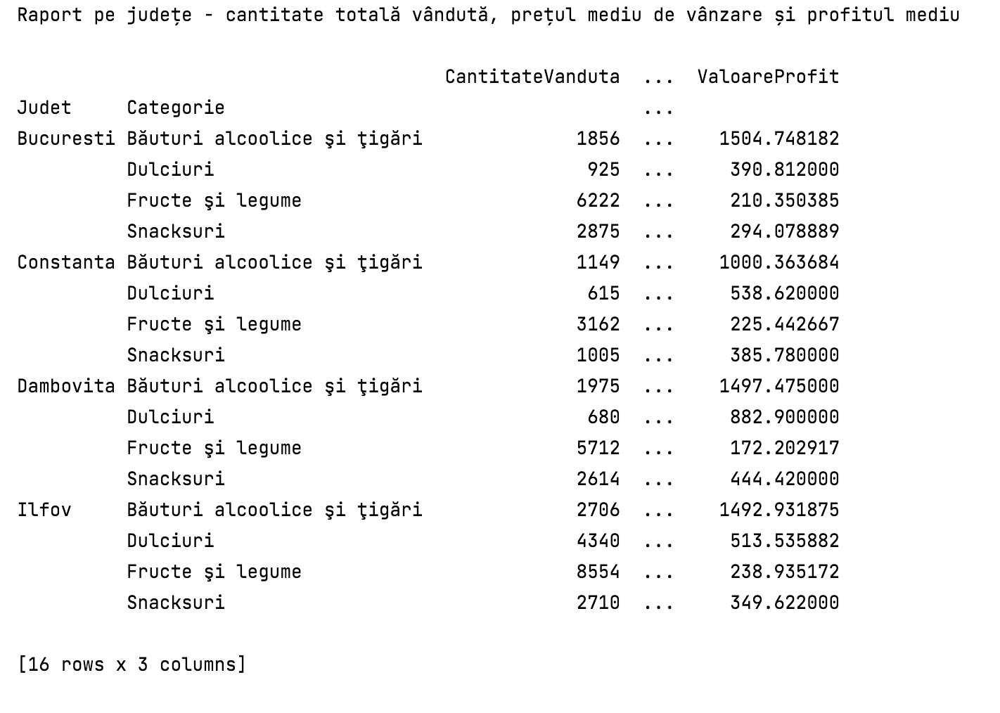 Raport pe județe - cantitate totală vândută, prețul mediu de vânzare și profitul mediu
CantitateVanduta ... ValoareProfit
Judet Categorie ...
Bucuresti Băuturi alcoolice şi ţigări 1856 ... 1504.748182
Dulciuri 925 ... 390.812000
Fructe şi legume 6222 ... 210.350385
Snacksuri 2875 ... 294.078889
Constanta Băuturi alcoolice şi ţigări 1149 ... 1000.363684
Dulciuri 615 ... 538.620000
Fructe şi legume 3162 ... 225.442667
Snacksuri 1005 ... 385.780000
Dambovita Băuturi alcoolice şi ţigări 1975 ... 1497.475000
Dulciuri 680 ... 882.900000
Fructe şi legume 5712 ... 172.202917
Snacksuri 2614 ... 444.420000
Ilfov Băuturi alcoolice şi ţigări 2706 ... 1492.931875
Dulciuri 4340 ... 513.535882
Fructe şi legume 8554 ... 238.935172
Snacksuri 2710 ... 349.622000
[16 rows x 3 columns]